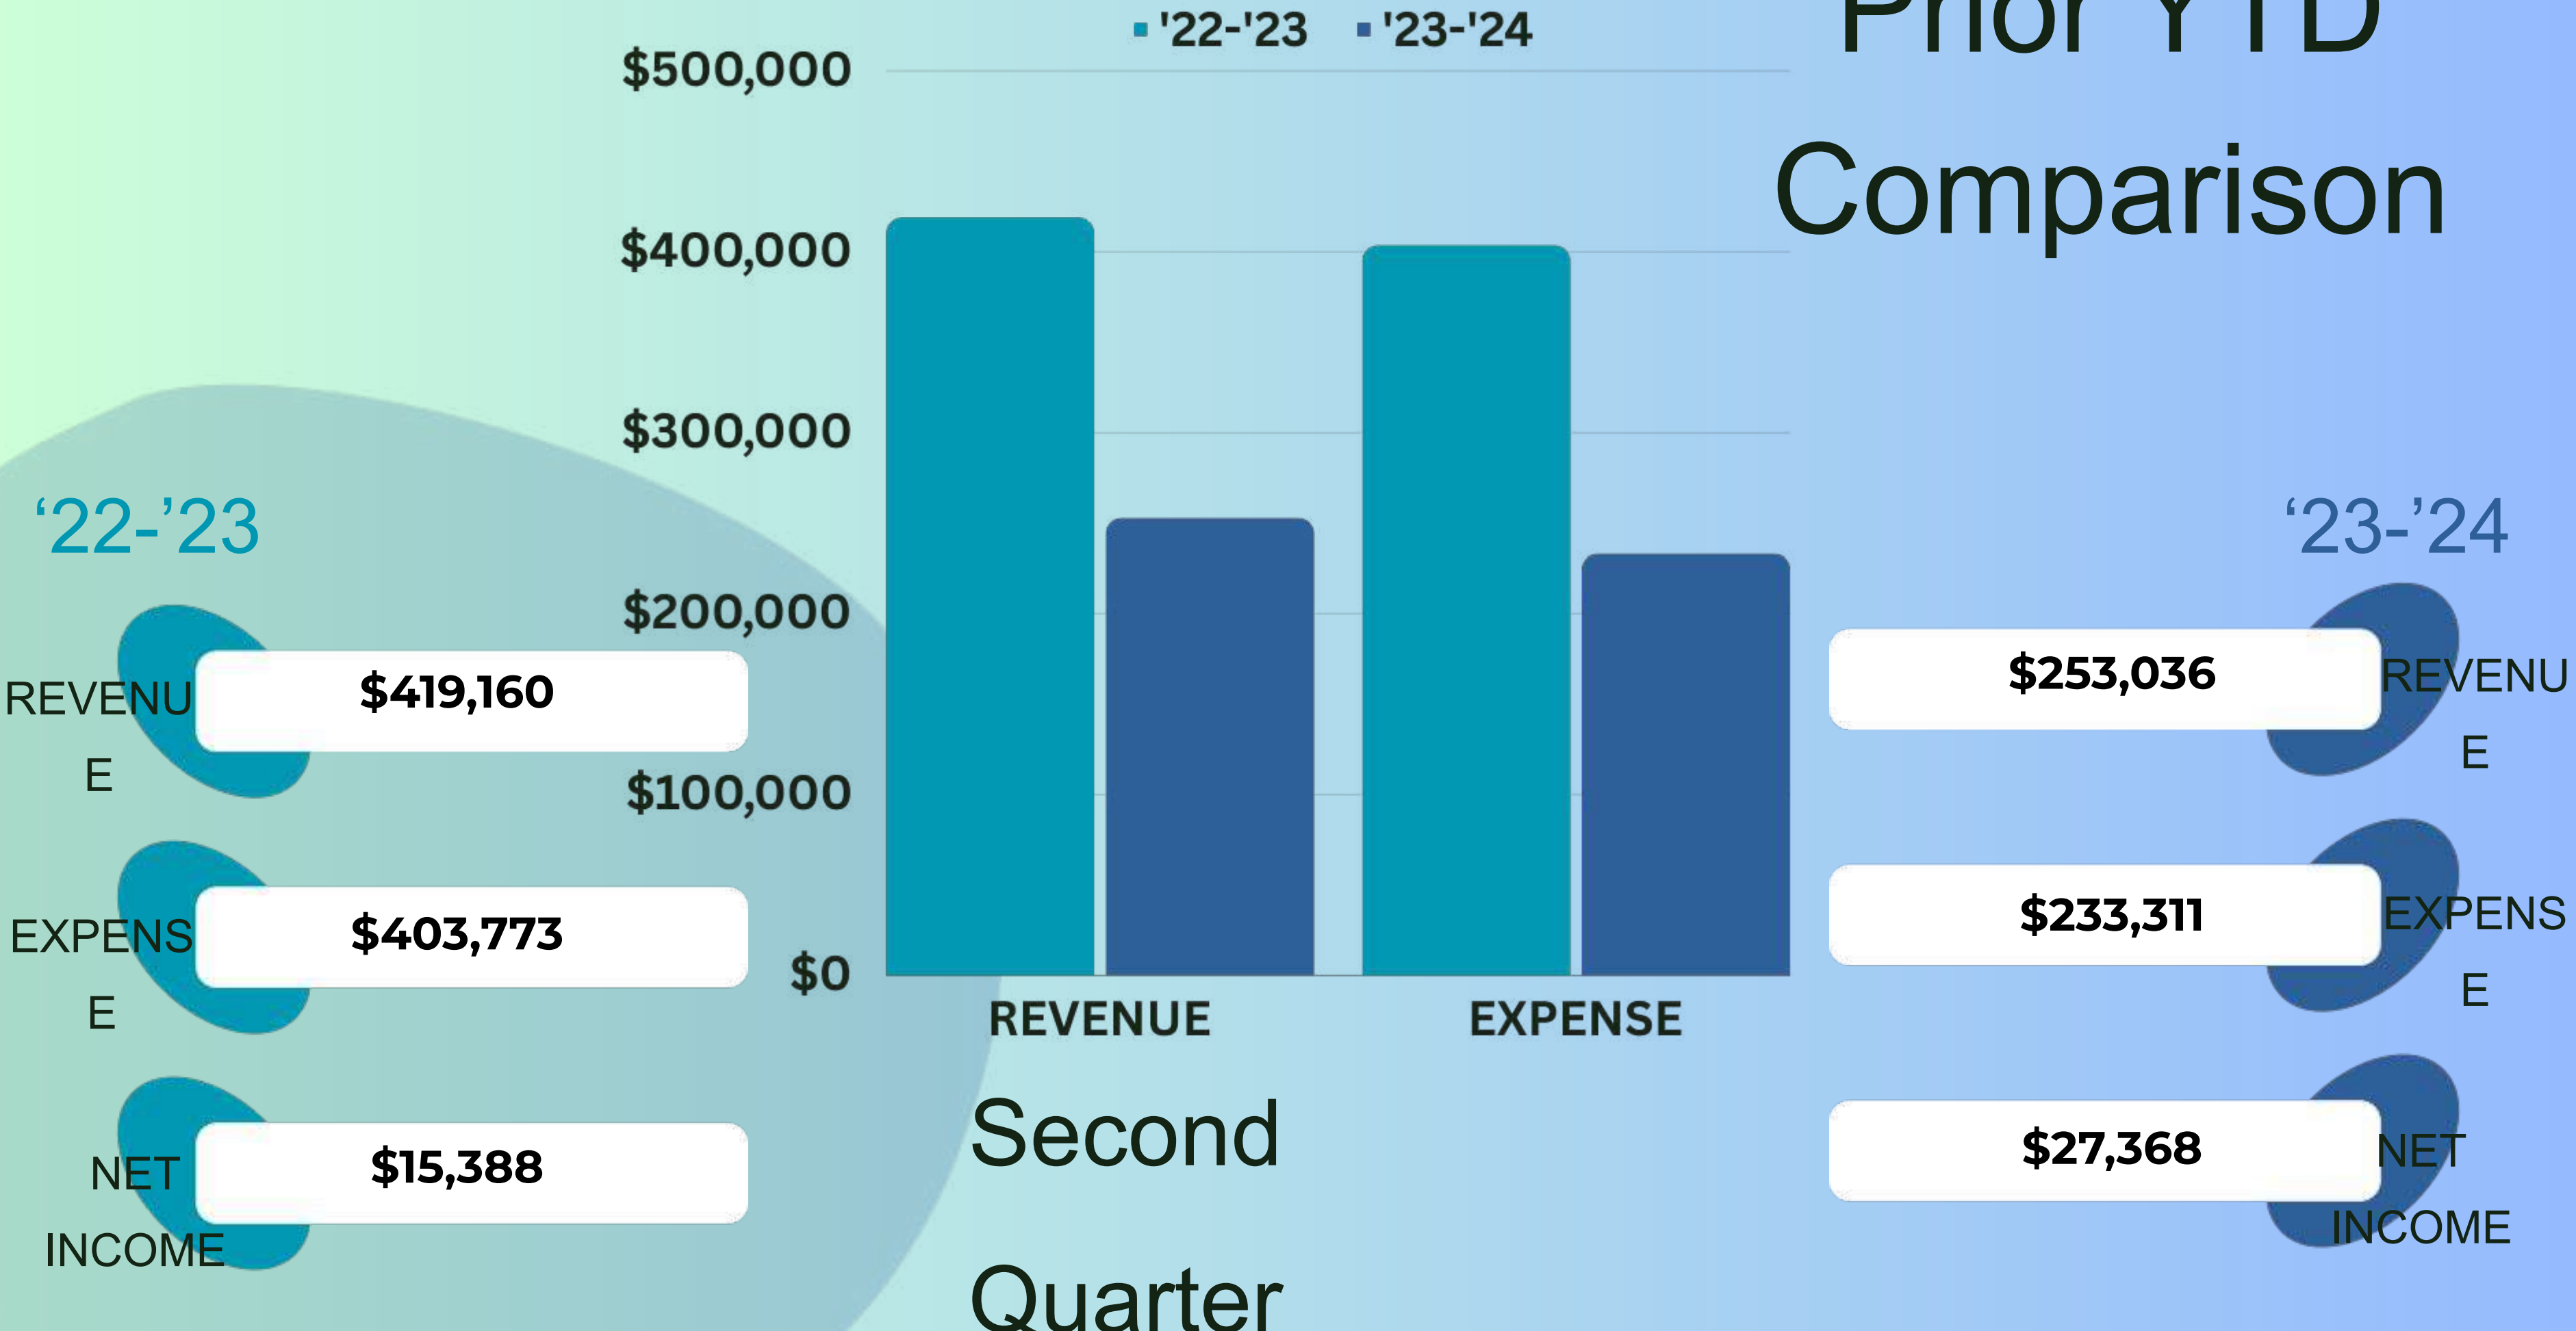 Prior YTD
Comparison
'22-'23 '23-'24
$500,000
$400,000
$300,000
$200,000
$100,000
$0
REVENUE EXPENSE
‘22-’23
REVENU
E
$419,160
EXPENS
E
$403,773
NET
INCOME
$15,388
‘23-’24
$253,036
REVENU
E
$233,311
EXPENS
E
$27,368
NET
INCOME
Second
Quarter